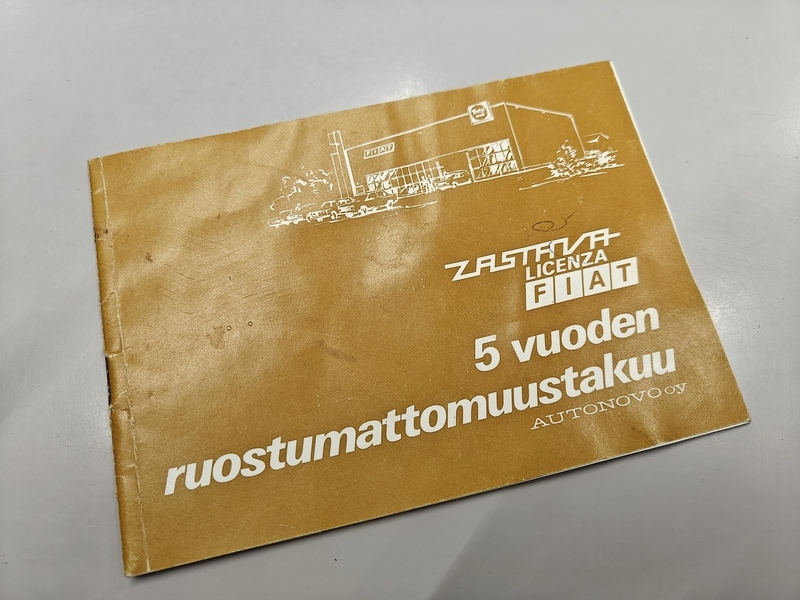 FIAT
ZASTAVA
LICENZA
FIAT
5 vuoden
ruostumattomuustakuu
AUTONOVO oy